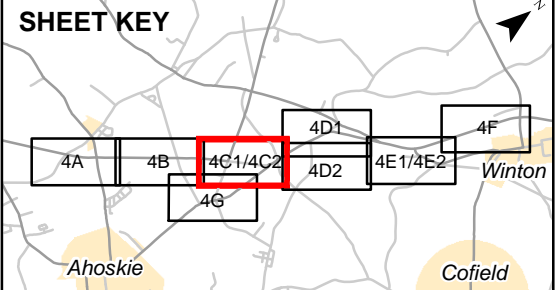 SHEET KEY
N
4D1
4F
4A
4B
4C1/4C2
4D2
4E1/4E2
Winton
4G
Ahoskie
Cofield